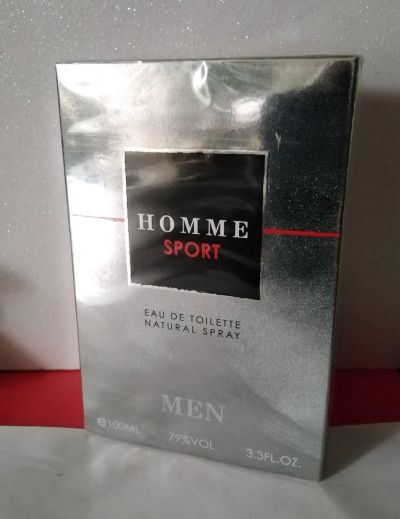 HOMME
SPORT
EAU DE TOILETTE
NATURAL SPRAY
MEN
e100ML 79%VOL 3.3FL.OZ.